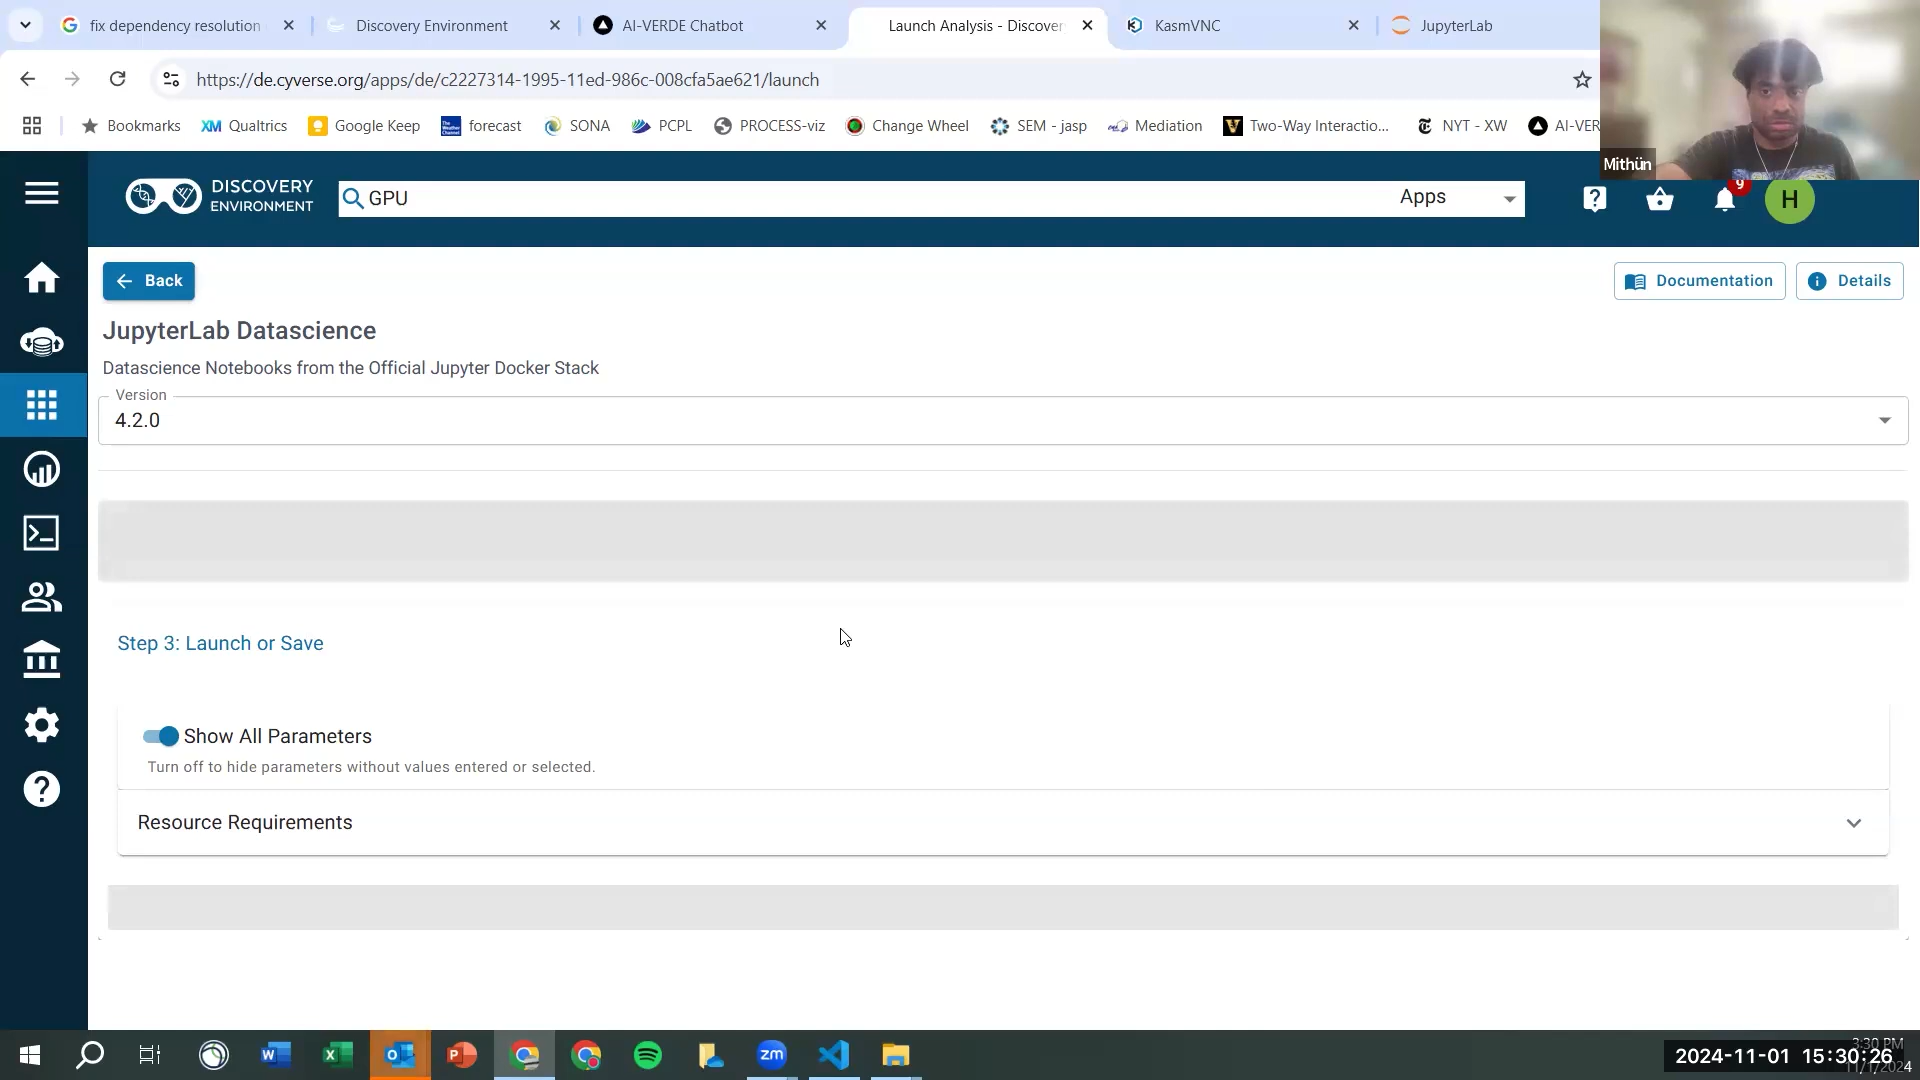 fix dependency resolution
Discovery Environment
AI-VERDE Chatbot
Launch Analysis - Discover
KasmVNC
JupyterLab
https://de.cyverse.org/apps/de/c2227314-1995-11ed-986c-008cfa5ae621/launch
Bookmarks
XM Qualtrics
Google Keep
forecast
SONA
PCPL
PROCESS-viz
Change Wheel
SEM - jasp
Mediation
Two-Way Interactio...
NYT - XW
AI-VER
Mithün
DISCOVERY
ENVIRONMENT
GPU
Apps
9
H
Back
Documentation
Details
JupyterLab Datascience
Datascience Notebooks from the Official Jupyter Docker Stack
Version
4.2.0
Step 3: Launch or Save
Show All Parameters
Turn off to hide parameters without values entered or selected.
Resource Requirements
zm
3:30 PM
2024-11-01 15:30:26